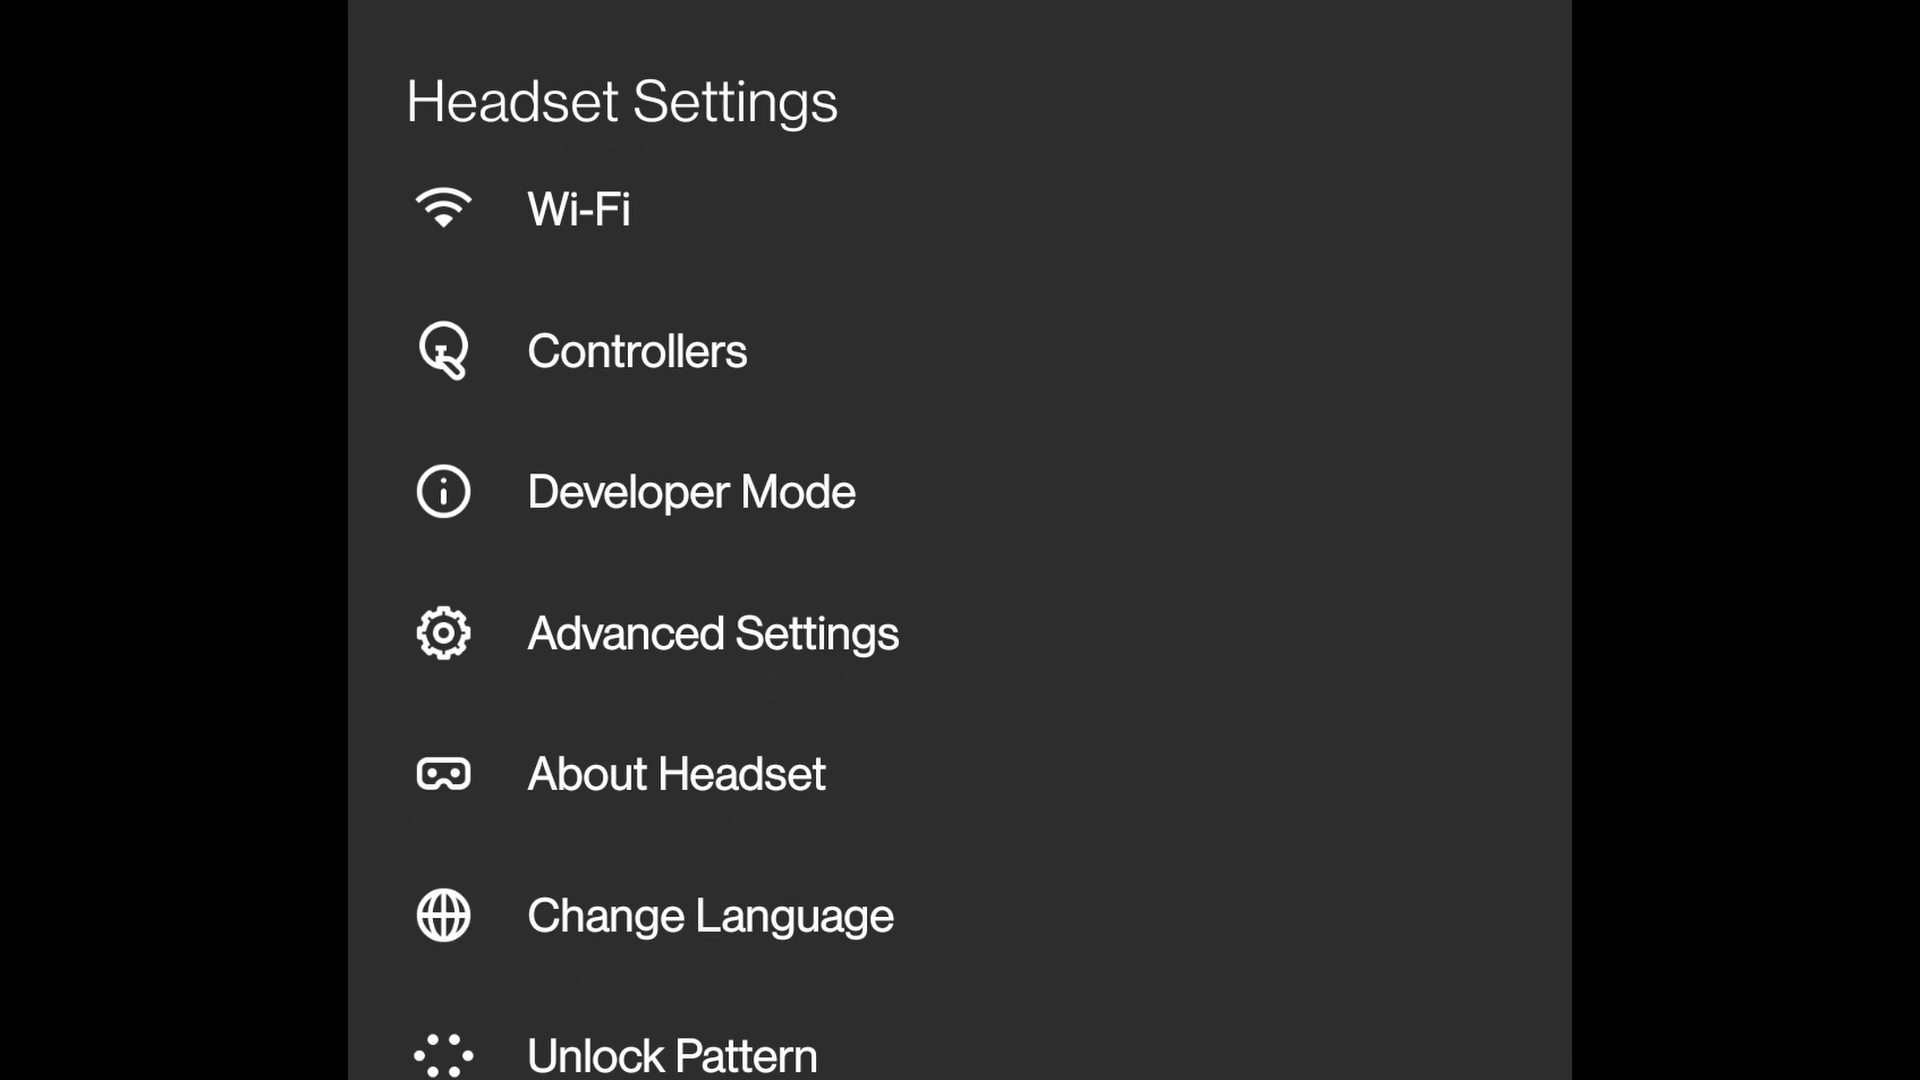 Headset Settings
Wi-Fi
Controllers
Developer Mode
Advanced Settings
About Headset
Change Language
Unlock Pattern